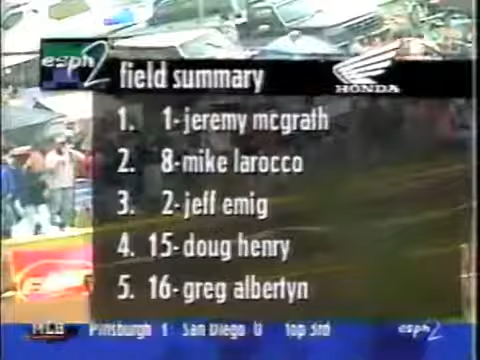 espn2 field summary
HONDA
1. 1-jeremy mcgrath
2. 8-mike larocco
3. 2-jeff emig
4. 15-doug henry
5. 16-greg albertyn
MLB Pittsburgh 1 San Diego 0 Top 3rd espn2